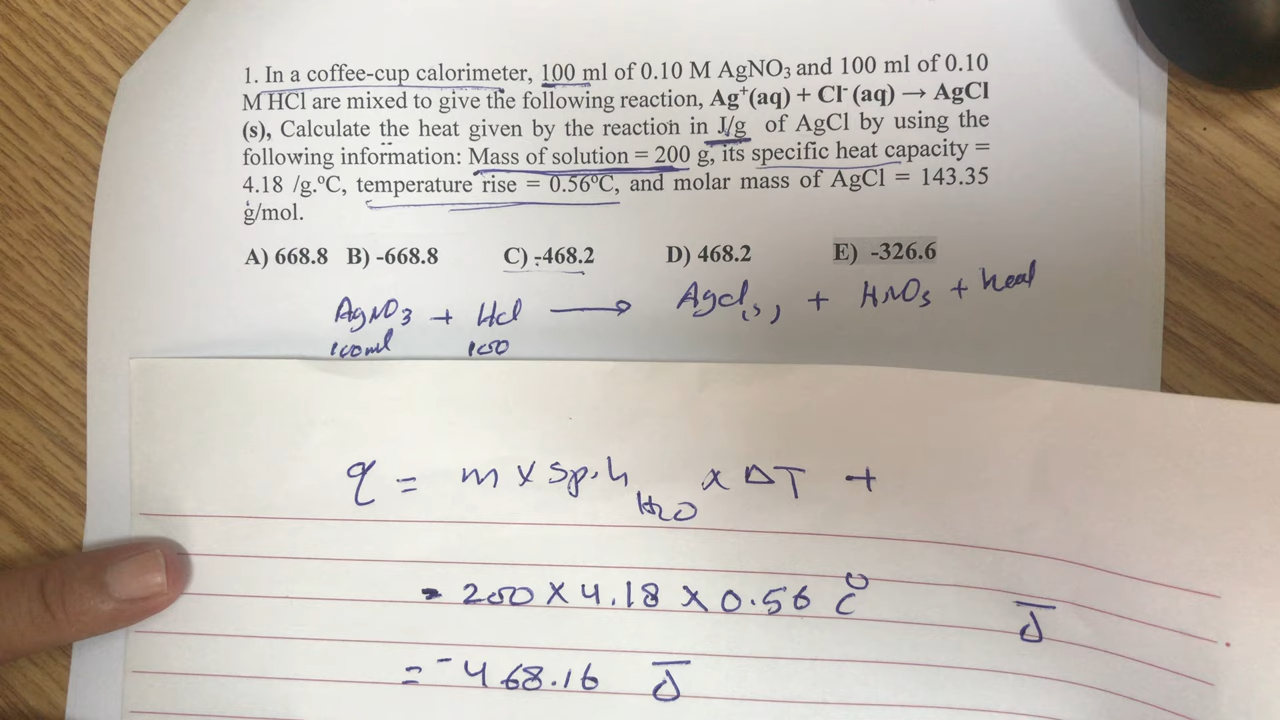 1. In a coffee-cup calorimeter, 100 ml of 0.10 M AgNO₃ and 100 ml of 0.10
M HCl are mixed to give the following reaction, Ag⁺(aq) + Cl⁻ (aq) → AgCl
(s), Calculate the heat given by the reaction in J/g of AgCl by using the
following information: Mass of solution = 200 g, its specific heat capacity =
4.18 /g.ºC, temperature rise = 0.56ºC, and molar mass of AgCl = 143.35
g/mol.
A) 668.8 B) -668.8 C) -468.2 D) 468.2 E) -326.6
AgNO₃ + Hcl → Agcl(s) + HNO₃ + heat
100ml 100
q = m x sp.h H₂O x ΔT +
- 200 x 4.18 x 0.56 °C J
= -468.16 J